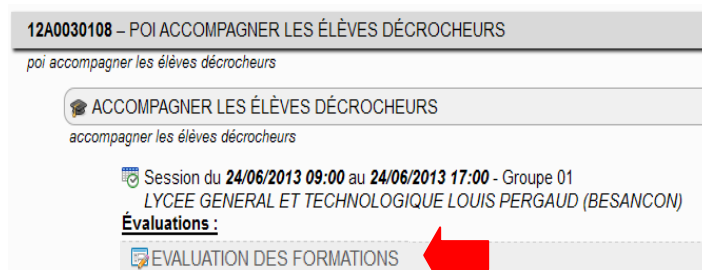 12A0030108 – POI ACCOMPAGNER LES ÉLÈVES DÉCROCHEURS
poi accompagner les élèves décrocheurs
ACCOMPAGNER LES ÉLÈVES DÉCROCHEURS
accompagner les élèves décrocheurs
Session du 24/06/2013 09:00 au 24/06/2013 17:00 - Groupe 01
LYCEE GENERAL ET TECHNOLOGIQUE LOUIS PERGAUD (BESANCON)
Évaluations :
EVALUATION DES FORMATIONS